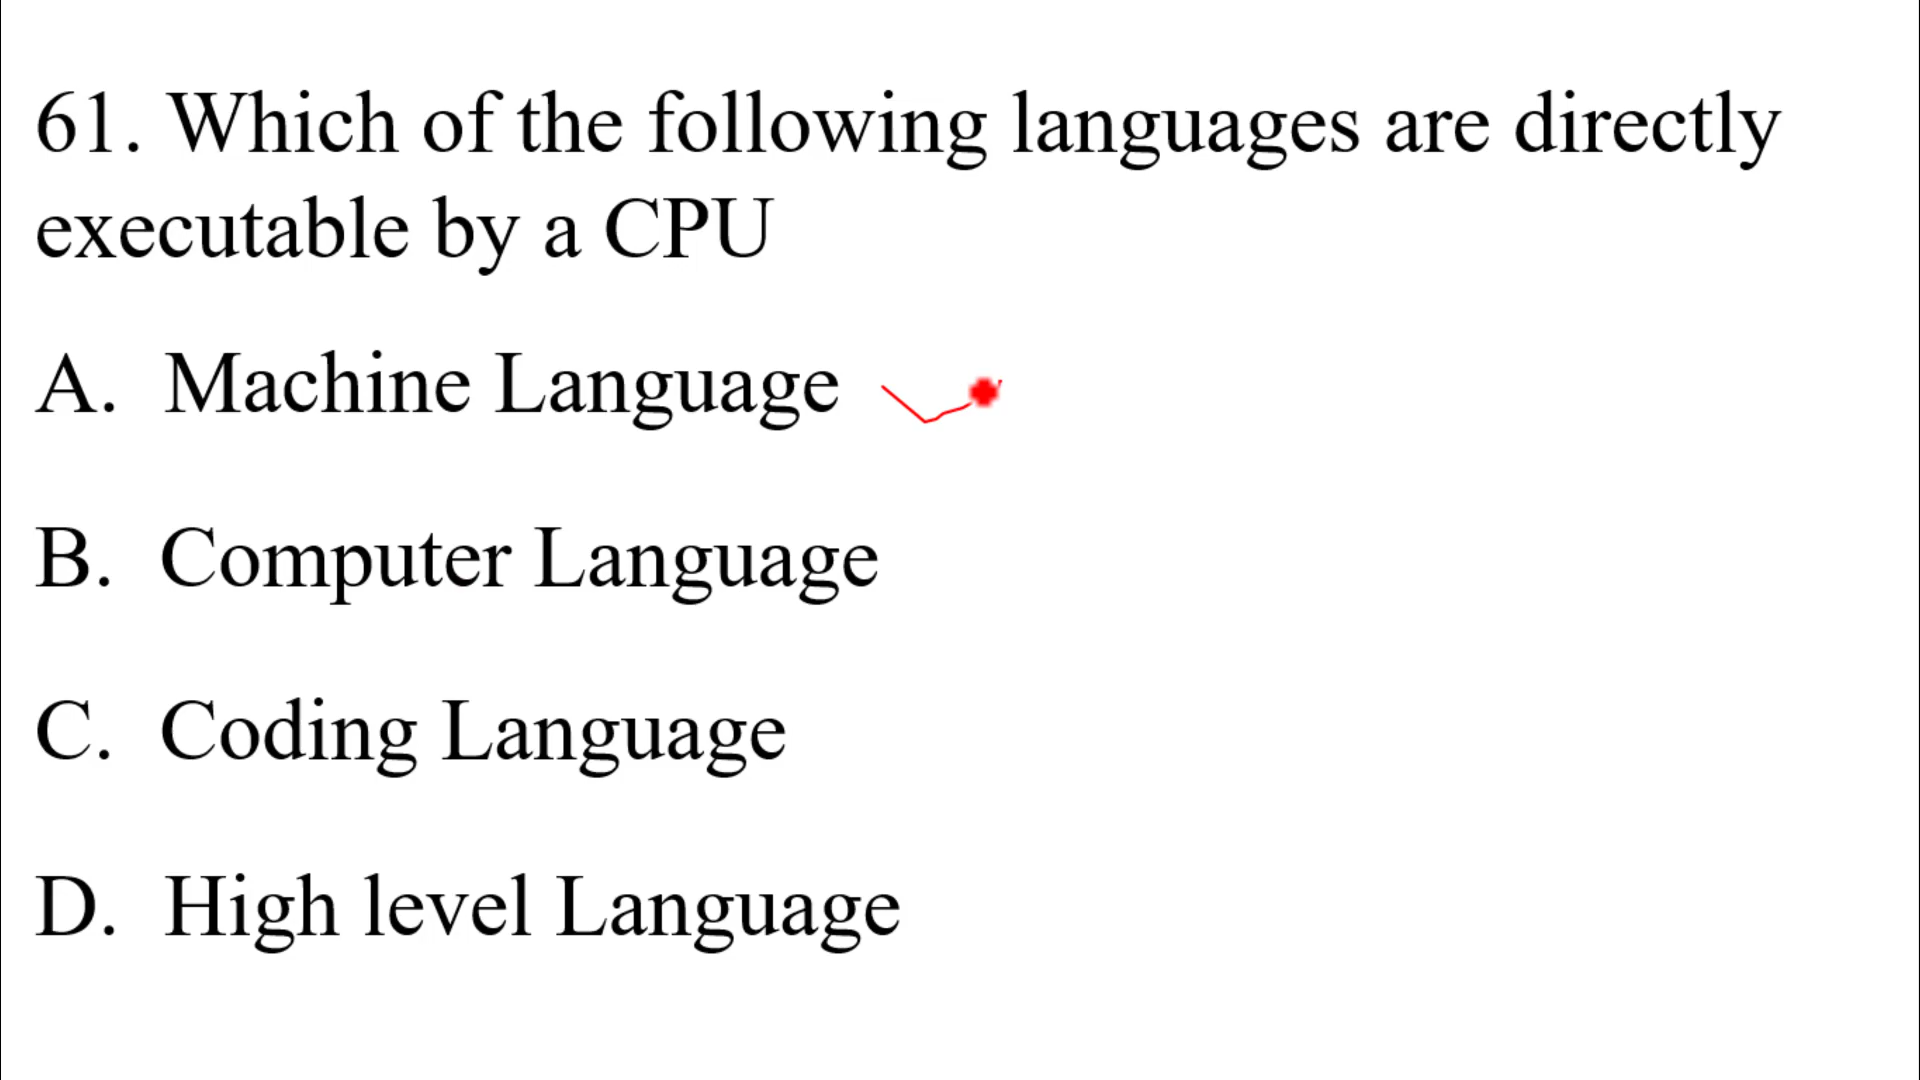 61. Which of the following languages are directly
executable by a CPU
A. Machine Language
B. Computer Language
C. Coding Language
D. High level Language